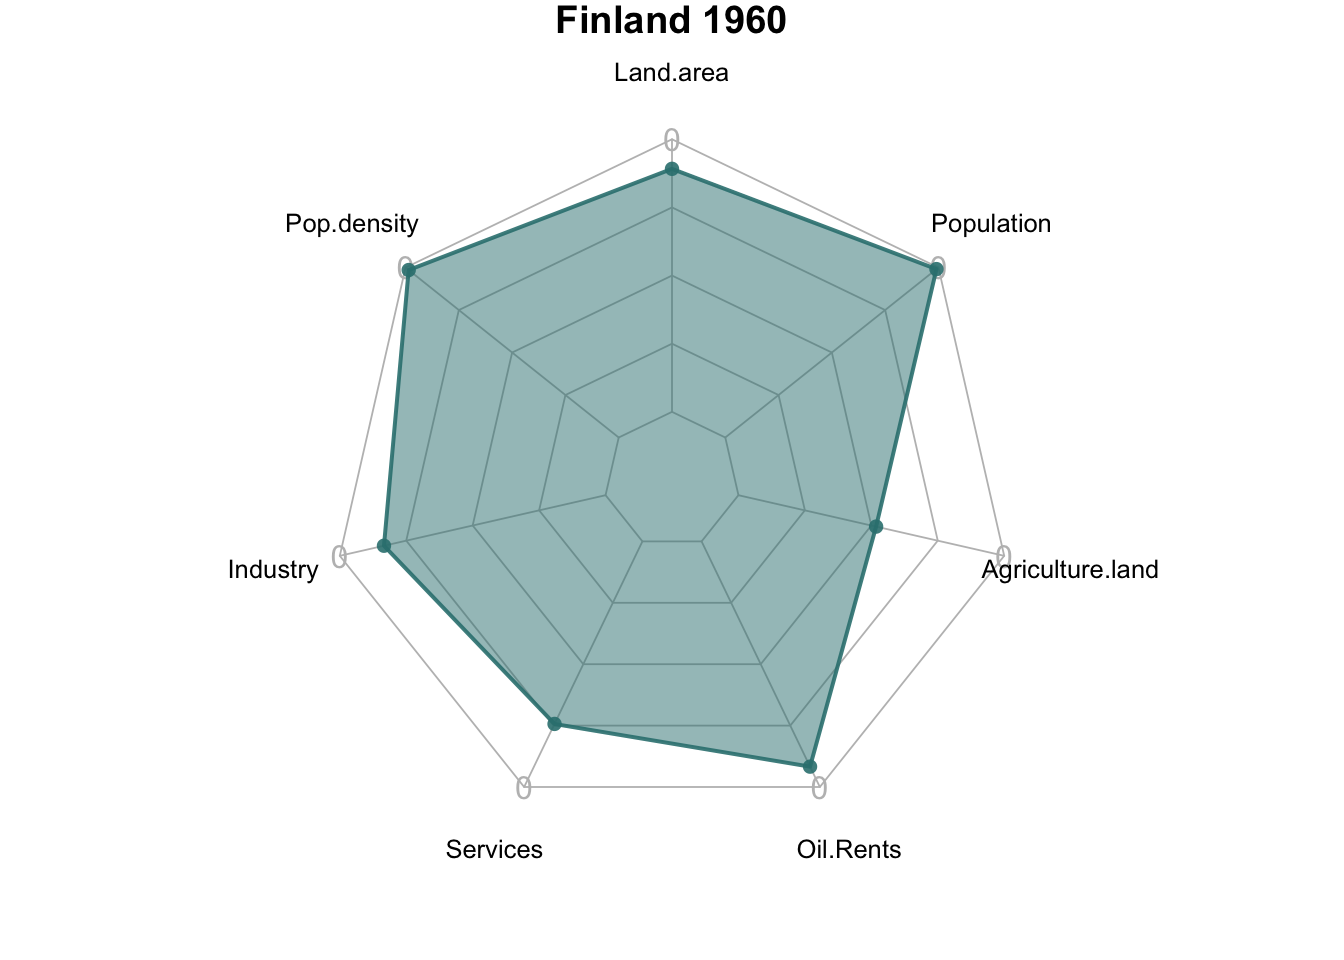 Finland 1960
Land.area
0
Pop.density
Population
0
0
Industry
0
0
Agriculture.land
0
0
Services
Oil.Rents